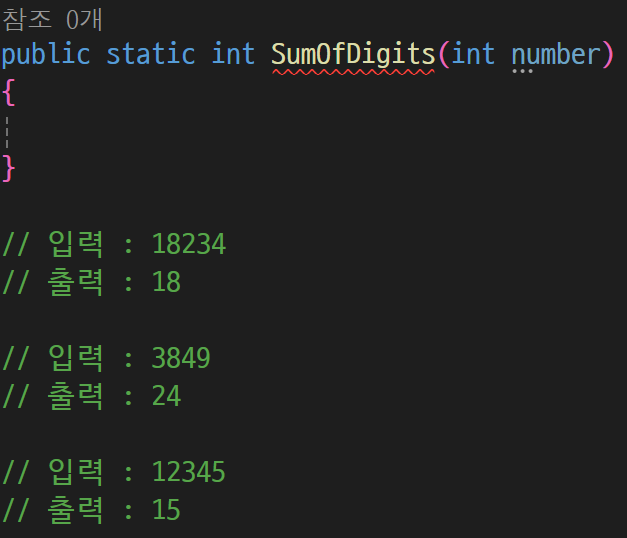 참조 0개
public static int SumOfDigits(int number)
{
}
// 입력 : 18234
// 출력 : 18
// 입력 : 3849
// 출력 : 24
// 입력 : 12345
// 출력 : 15